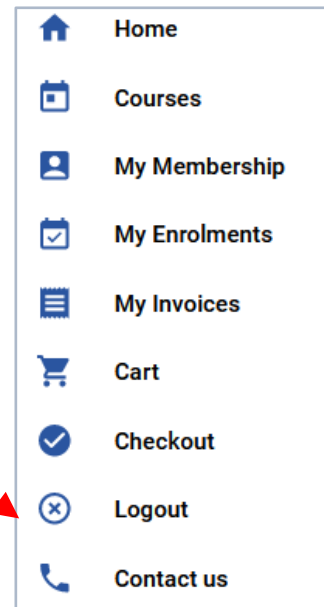 Home
Courses
My Membership
My Enrolments
My Invoices
Cart
Checkout
Logout
Contact us